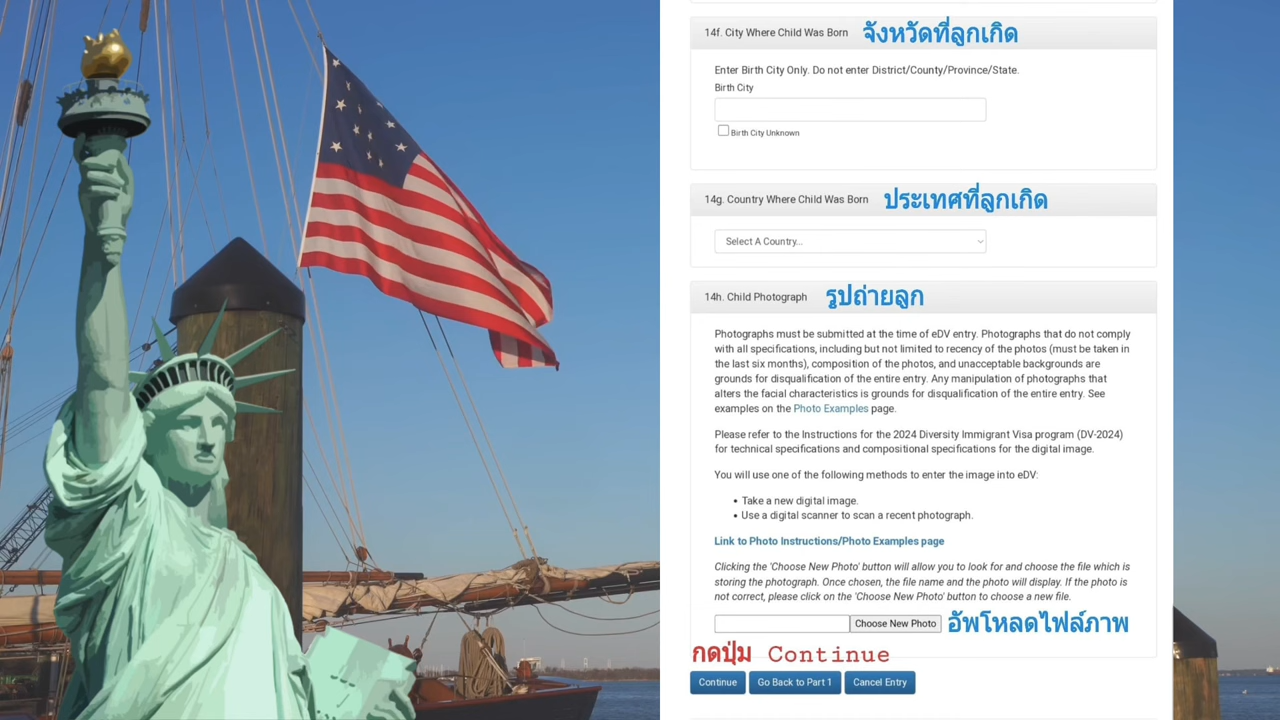 14f. City Where Child Was Born จังหวัดที่ลูกเกิด
Enter Birth City Only. Do not enter District/County/Province/State.
Birth City
Birth City Unknown
14g. Country Where Child Was Born ประเทศที่ลูกเกิด
Select A Country...
14h. Child Photograph รูปถ่ายลูก
Photographs must be submitted at the time of eDV entry. Photographs that do not comply
with all specifications, including but not limited to recency of the photos (must be taken in
the last six months), composition of the photos, and unacceptable backgrounds are
grounds for disqualification of the entire entry. Any manipulation of photographs that
alters the facial characteristics is grounds for disqualification of the entire entry. See
examples on the Photo Examples page.
Please refer to the Instructions for the 2024 Diversity Immigrant Visa program (DV-2024)
for technical specifications and compositional specifications for the digital image.
You will use one of the following methods to enter the image into eDV:
• Take a new digital image.
• Use a digital scanner to scan a recent photograph.
Link to Photo Instructions/Photo Examples page
Clicking the 'Choose New Photo' button will allow you to look for and choose the file which is
storing the photograph. Once chosen, the file name and the photo will display. If the photo is
not correct, please click on the 'Choose New Photo' button to choose a new file.
Choose New Photo อัพโหลดไฟล์ภาพ
กดปุ่ม Continue
Continue Go Back to Part 1 Cancel Entry